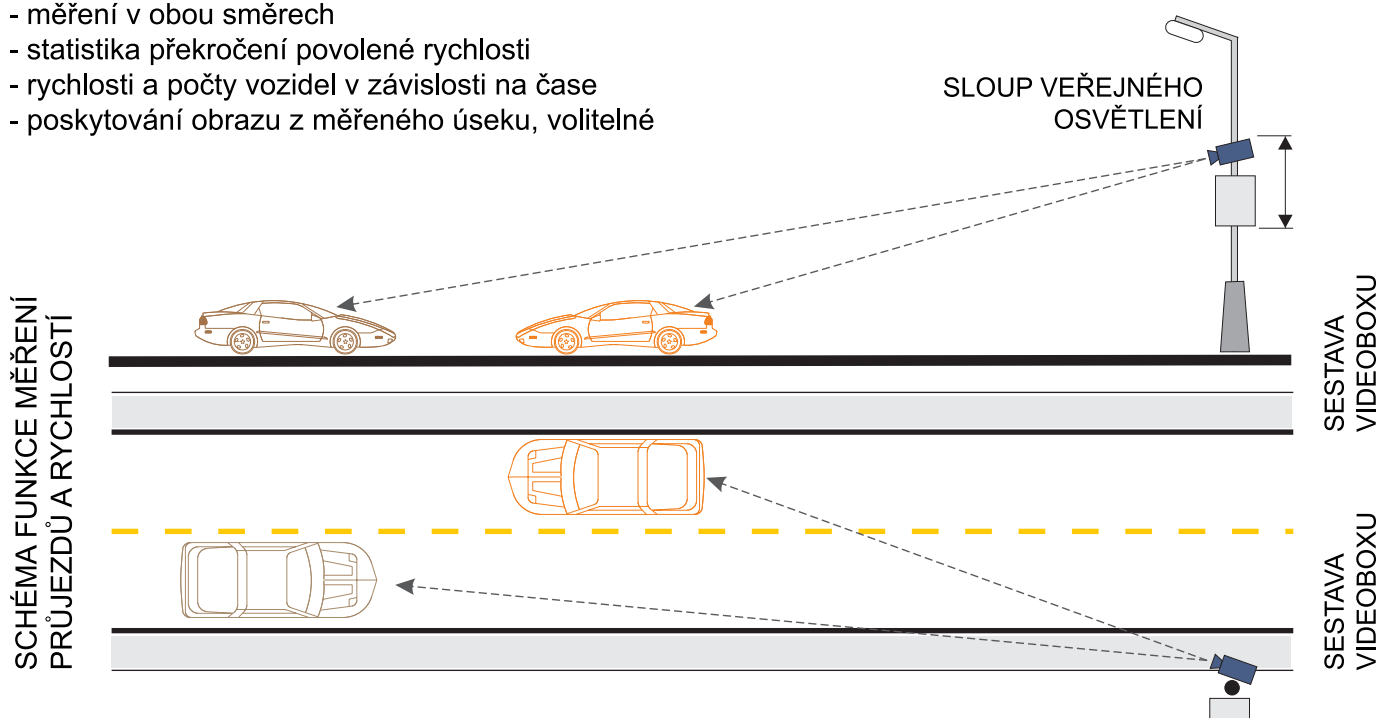 - měření v obou směrech
- statistika překročení povolené rychlosti
- rychlosti a počty vozidel v závislosti na čase
- poskytování obrazu z měřeného úseku, volitelné
SLOUP VEŘEJNÉHO
OSVĚTLENÍ
SCHÉMA FUNKCE MĚŘENÍ
PRŮJEZDŮ A RYCHLOSTÍ
SESTAVA
VIDEOBOXU
SESTAVA
VIDEOBOXU